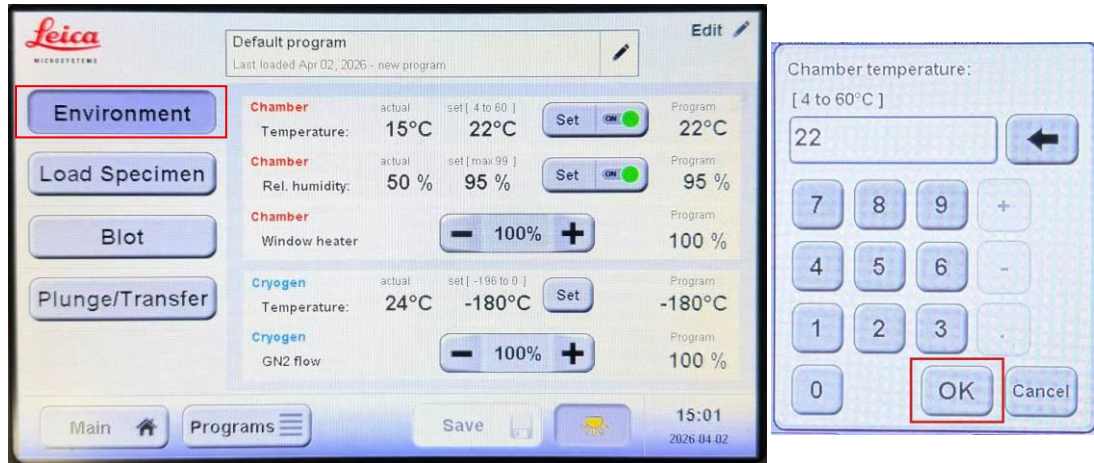 Leica
MICROSYSTEMS
Default program
Last loaded Apr 02, 2026 - new program
Edit
Environment
Load Specimen
Blot
Plunge/Transfer
Chamber actual set [ 4 to 60 ] Program
Temperature: 15°C 22°C Set ON 22°C
Chamber actual set [ max 99 ] Program
Rel. humidity: 50 % 95 % Set ON 95 %
Chamber Program
Window heater − 100% + 100 %
Cryogen actual set [ -196 to 0 ] Program
Temperature: 24°C -180°C Set -180°C
Cryogen Program
GN2 flow − 100% + 100 %
Main Programs Save 15:01
2026-04-02
Chamber temperature:
[ 4 to 60°C ]
22
7 8 9 +
4 5 6 -
1 2 3 .
0 OK Cancel